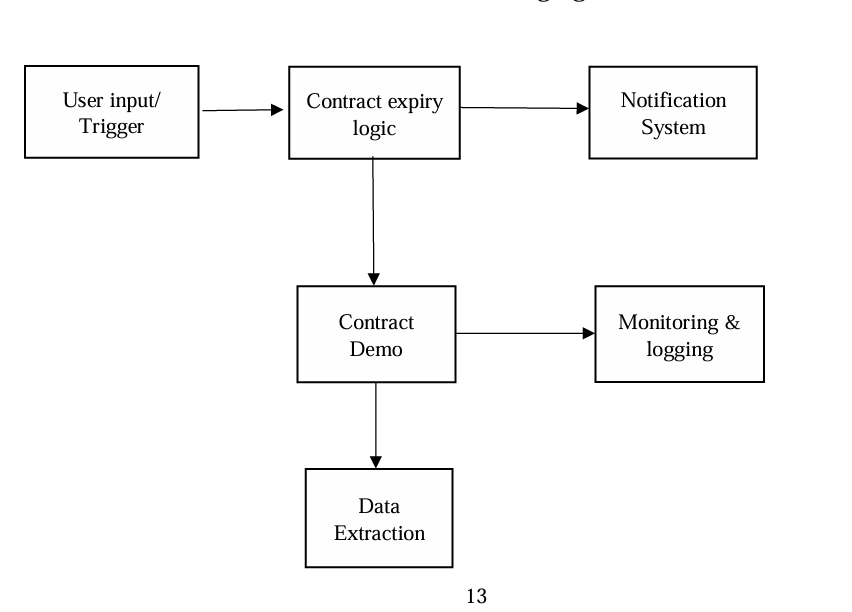 User input/
Trigger
Contract expiry
logic
Notification
System
Contract
Demo
Monitoring &
logging
Data
Extraction
13